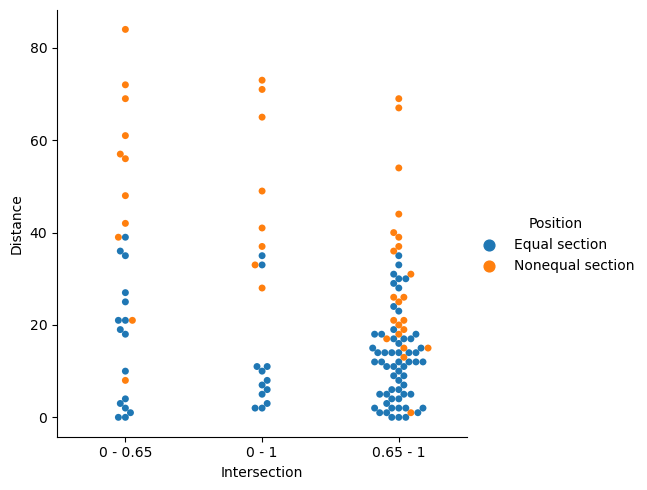 80
60
40
20
0
Distance
0 - 0.65
0 - 1
0.65 - 1
Intersection
Position
Equal section
Nonequal section